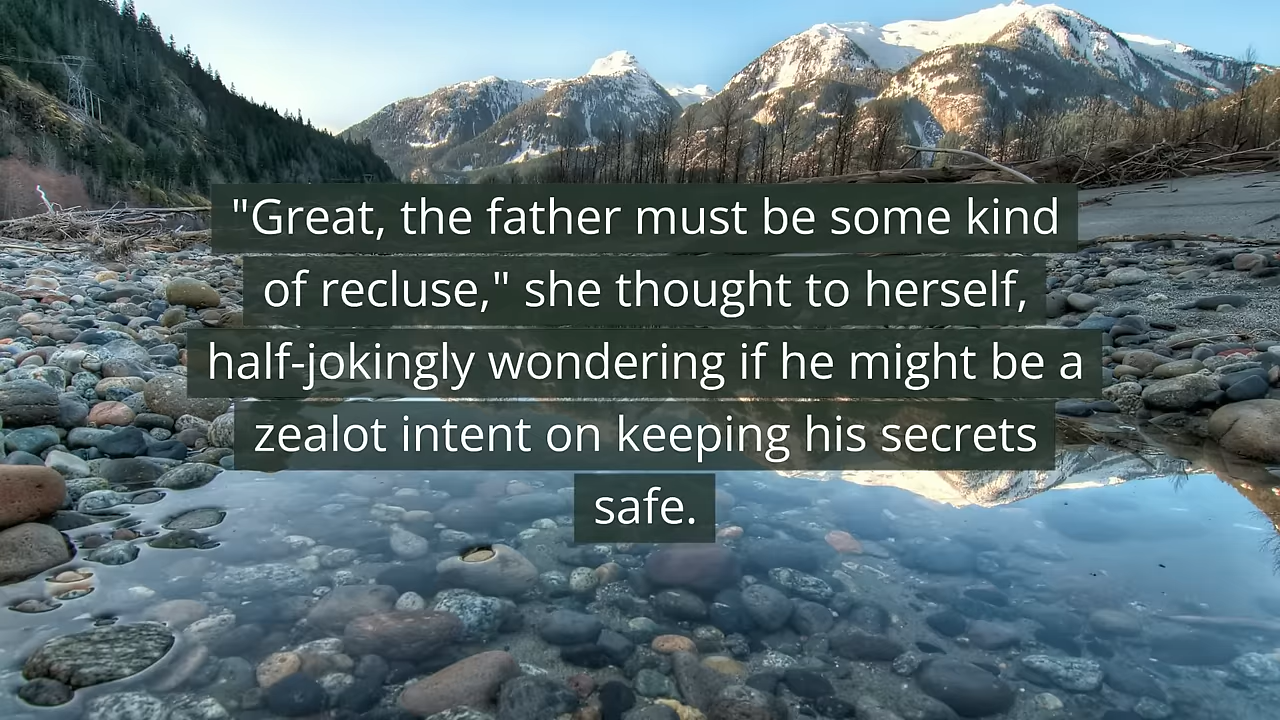 "Great, the father must be some kind
of recluse," she thought to herself,
half-jokingly wondering if he might be a
zealot intent on keeping his secrets
safe.